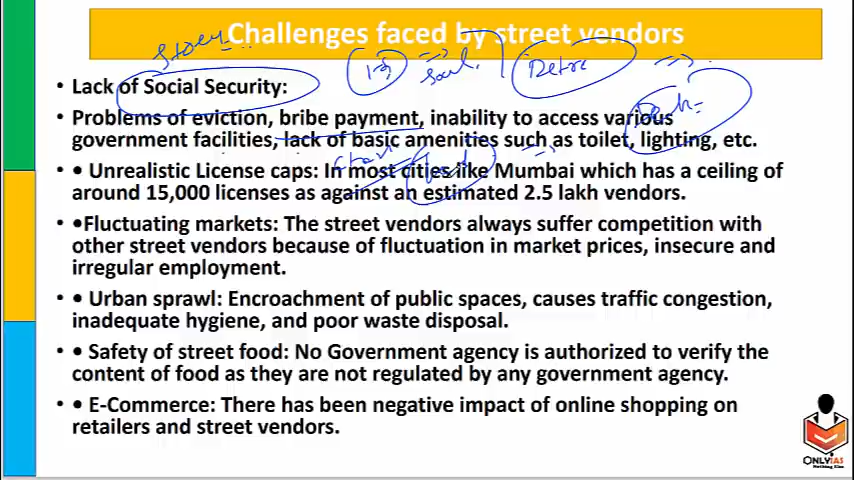 Challenges faced by street vendors
• Lack of Social Security:
• Problems of eviction, bribe payment, inability to access various
government facilities, lack of basic amenities such as toilet, lighting, etc.
• • Unrealistic License caps: In most cities like Mumbai which has a ceiling of
around 15,000 licenses as against an estimated 2.5 lakh vendors.
• •Fluctuating markets: The street vendors always suffer competition with
other street vendors because of fluctuation in market prices, insecure and
irregular employment.
• • Urban sprawl: Encroachment of public spaces, causes traffic congestion,
inadequate hygiene, and poor waste disposal.
• • Safety of street food: No Government agency is authorized to verify the
content of food as they are not regulated by any government agency.
• • E-Commerce: There has been negative impact of online shopping on
retailers and street vendors.
ONLYIAS
Nothing Else